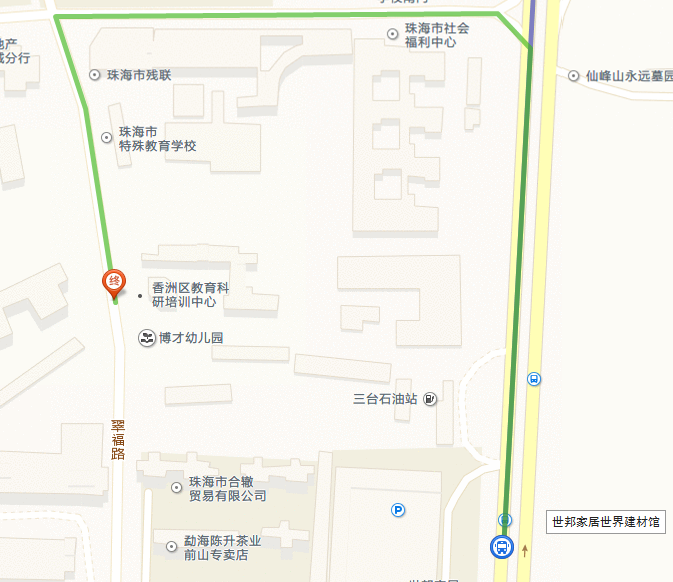 珠海市社会
福利中心
分行
珠海市残联
仙峰山永远墓园
珠海市
特殊教育学校
终
香洲区教育科
研培训中心
博才幼儿园
三台石油站
翠福路
珠海市合辙
贸易有限公司
P
世邦家居世界建材馆
勐海陈升茶业
前山专卖店